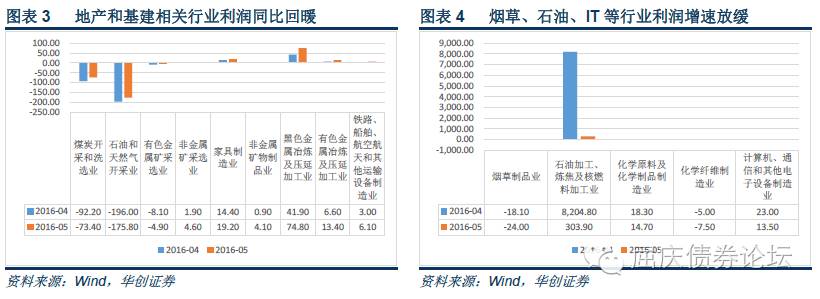 图表 3 地产和基建相关行业利润同比回暖
100.00
50.00
0.00
-50.00
-100.00
-150.00
-200.00
-250.00
煤炭开采和洗选业 石油和天然气开采业 有色金属矿采选业 非金属矿采选业 家具制造业 非金属矿物制品业 黑色金属冶炼及压延加工业 有色金属冶炼及压延加工业 铁路、船舶、航空航天和其他运输设备制造业
2016-04 -92.20 -196.00 -8.10 1.90 14.40 0.90 41.90 6.60 3.00
2016-05 -73.40 -175.80 -4.90 4.60 19.20 4.10 74.80 13.40 6.10
2016-04 2016-05
资料来源：Wind，华创证券
图表 4 烟草、石油、IT 等行业利润增速放缓
9,000.00
8,000.00
7,000.00
6,000.00
5,000.00
4,000.00
3,000.00
2,000.00
1,000.00
0.00
-1,000.00
烟草制品业 石油加工、炼焦及核燃料加工业 化学原料及化学制品制造业 化学纤维制造业 计算机、通信和其他电子设备制造业
2016-04 -18.10 8,204.80 18.30 -5.00 23.00
2016-05 -24.00 303.90 14.70 -7.50 13.50
资料来源：Wind，华创证券
屈庆债券论坛